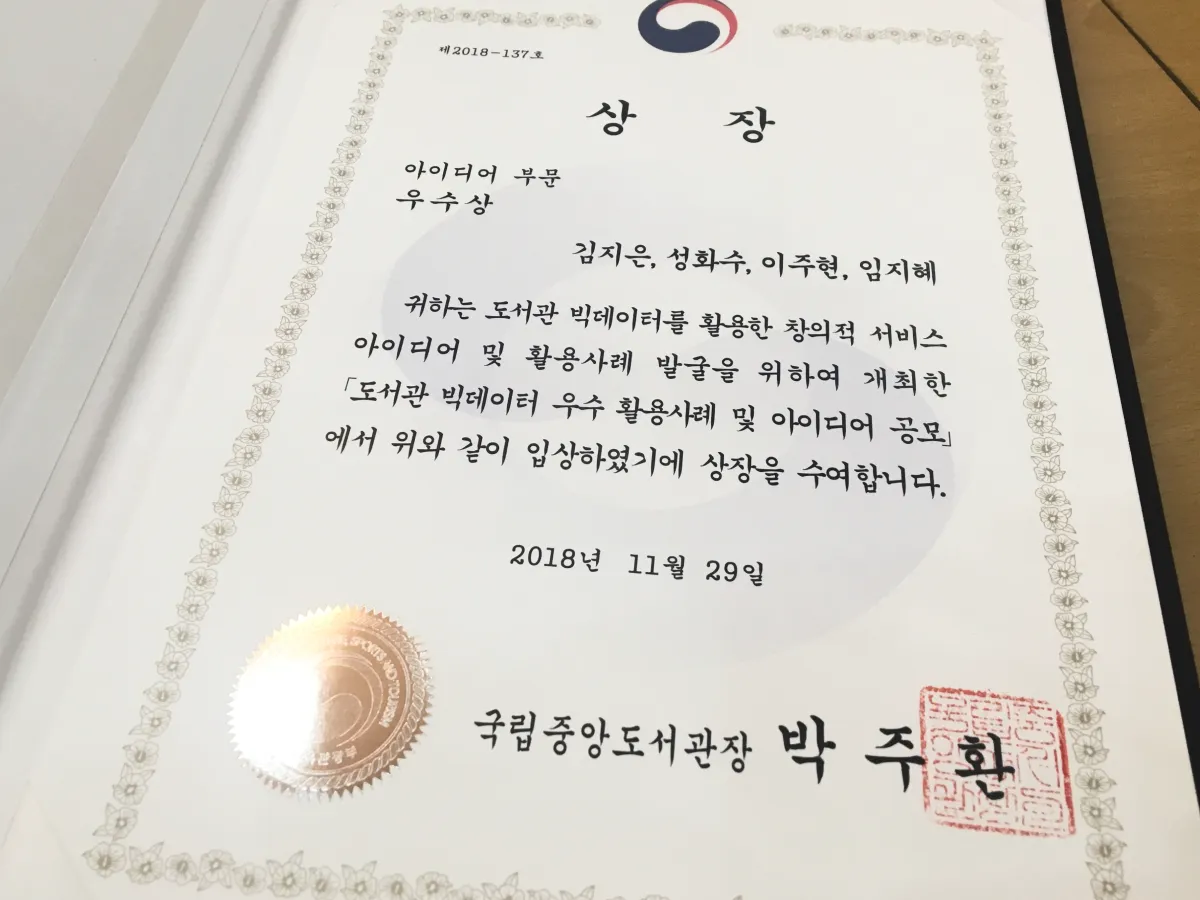 제2018-137호
상 장
아이디어 부문
우수상
김지은, 성화수, 이주현, 임지혜
귀하는 도서관 빅데이터를 활용한 창의적 서비스
아이디어 및 활용사례 발굴을 위하여 개최한
「도서관 빅데이터 우수 활용사례 및 아이디어 공모」
에서 위와 같이 입상하였기에 상장을 수여합니다.
2018년 11월 29일
SPORTS AND TOURISM
국립중앙도서관장 박 주 환